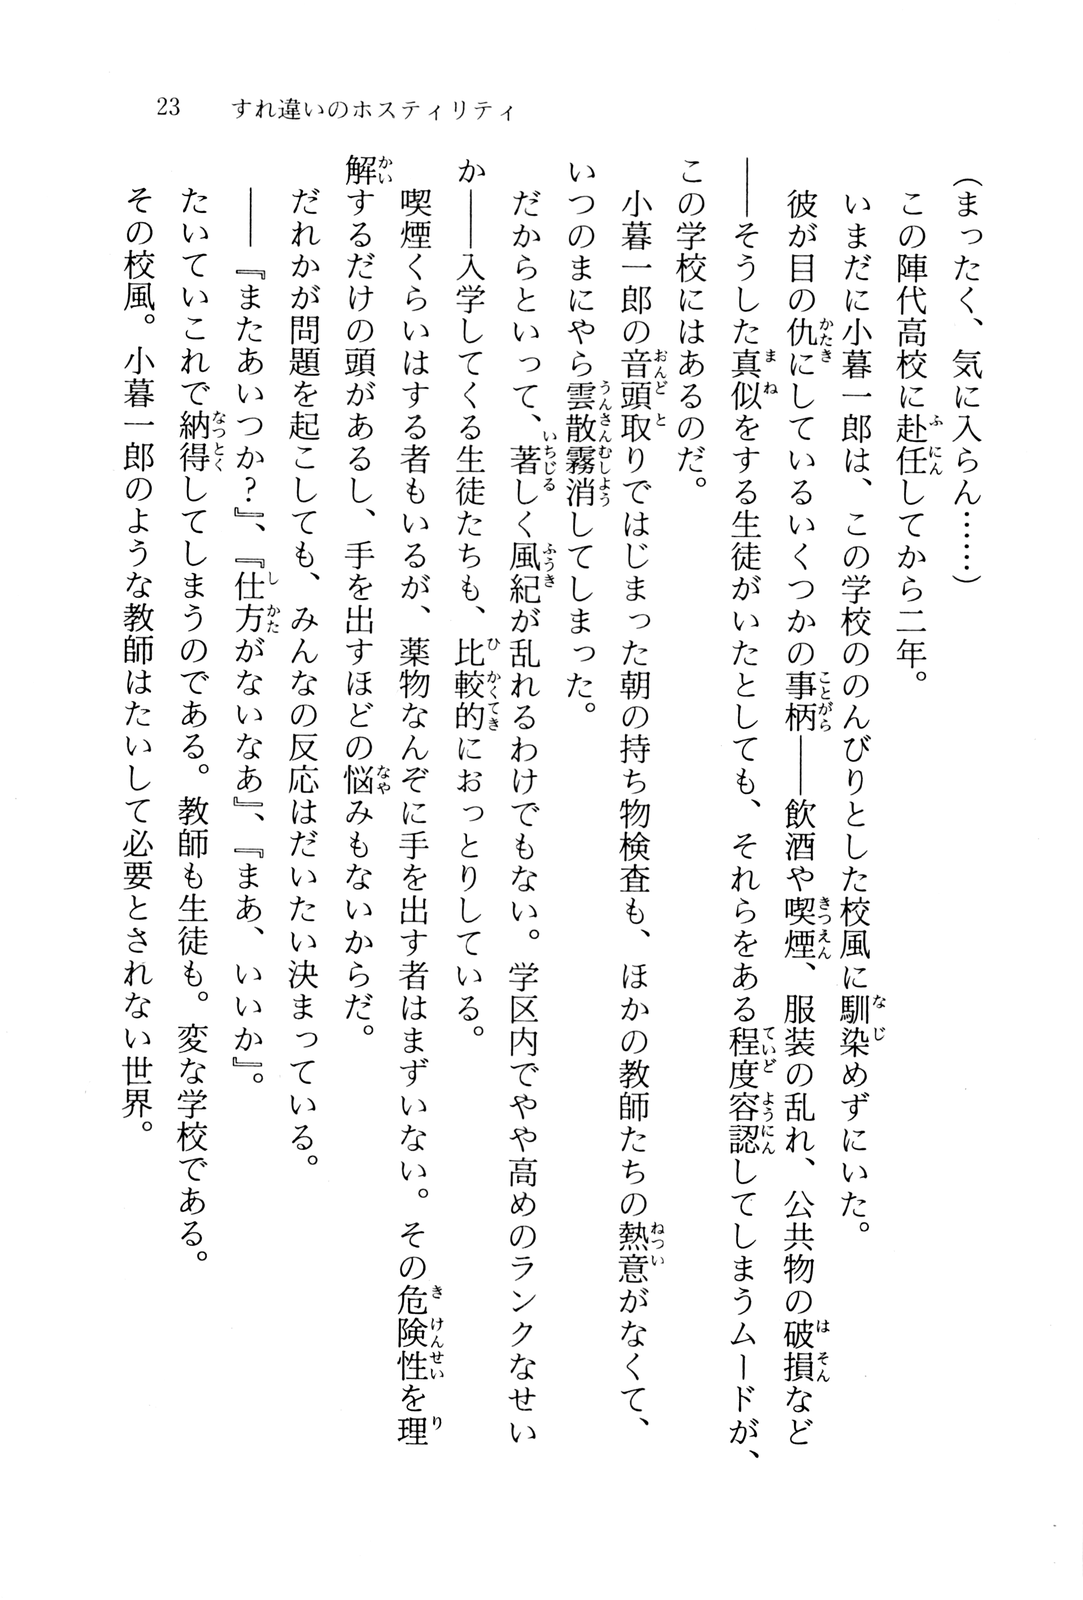 23　すれ違いのホスティリティ
(まったく、気に入らん……)
この陣代高校に赴任してから二年。
いまだに小暮一郎は、この学校ののんびりとした校風に馴染めずにいた。
彼が目の仇にしているいくつかの事柄――飲酒や喫煙、服装の乱れ、公共物の破損など
――そうした真似をする生徒がいたとしても、それらをある程度容認してしまうムードが、
この学校にはあるのだ。
小暮一郎の音頭取りではじまった朝の持ち物検査も、ほかの教師たちの熱意がなくて、
いつのまにやら雲散霧消してしまった。
だからといって、著しく風紀が乱れるわけでもない。学区内でやや高めのランクなせい
か――入学してくる生徒たちも、比較的におっとりしている。
喫煙くらいはする者もいるが、薬物なんぞに手を出す者はまずいない。その危険性を理
解するだけの頭があるし、手を出すほどの悩みもないからだ。
だれかが問題を起こしても、みんなの反応はだいたい決まっている。
――『またあいつか?』、『仕方がないなあ』、『まあ、いいか』。
たいていこれで納得してしまうのである。教師も生徒も。変な学校である。
その校風。小暮一郎のような教師はたいして必要とされない世界。